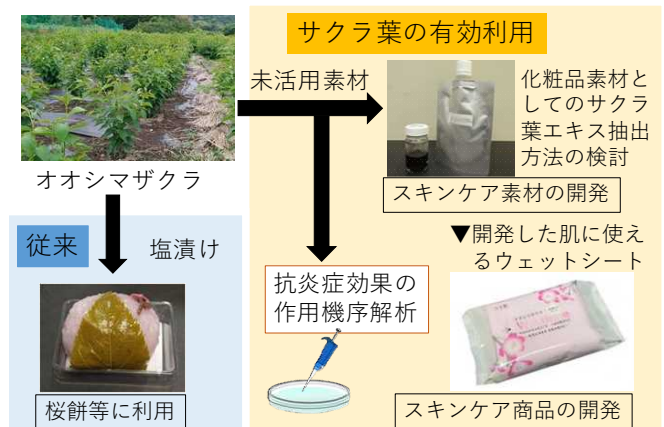 サクラ葉の有効利用
未活用素材
化粧品素材と
してのサクラ
葉エキス抽出
方法の検討
オオシマザクラ
スキンケア素材の開発
従来
塩漬け
▼開発した肌に使え
るウェットシート
抗炎症効果の
作用機序解析
桜餅等に利用
スキンケア商品の開発